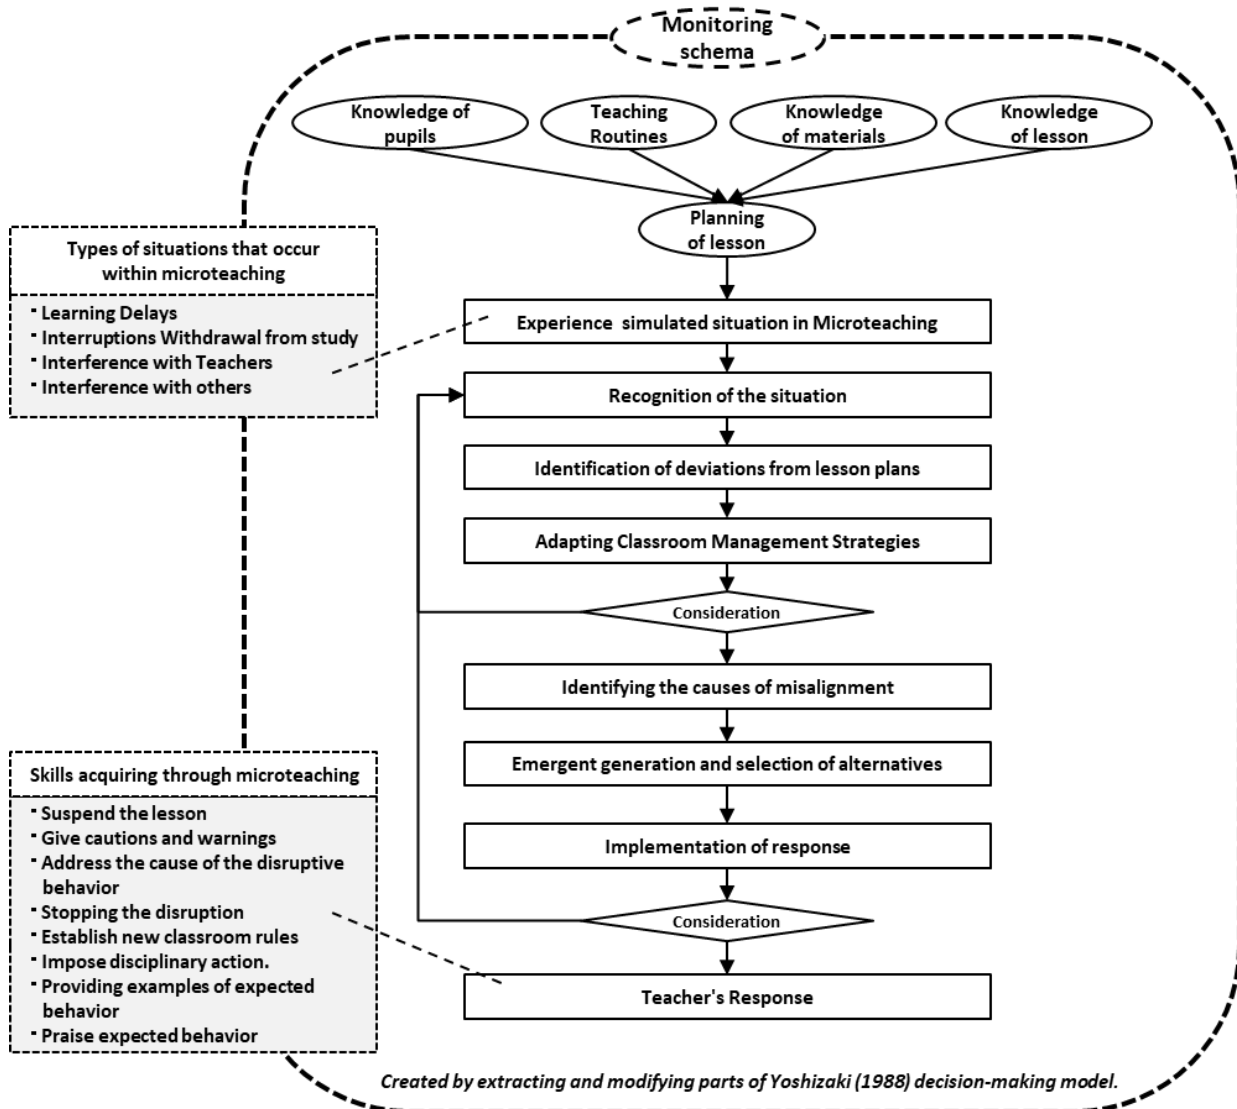 Monitoring
schema
Knowledge of
pupils
Teaching
Routines
Knowledge
of materials
Knowledge
of lesson
Planning
of lesson
Types of situations that occur
within microteaching
- Learning Delays
- Interruptions Withdrawal from study
- Interference with Teachers
- Interference with others
Experience simulated situation in Microteaching
Recognition of the situation
Identification of deviations from lesson plans
Adapting Classroom Management Strategies
Consideration
Identifying the causes of misalignment
Emergent generation and selection of alternatives
Implementation of response
Consideration
Teacher's Response
Skills acquiring through microteaching
- Suspend the lesson
- Give cautions and warnings
- Address the cause of the disruptive
behavior
- Stopping the disruption
- Establish new classroom rules
- Impose disciplinary action.
- Providing examples of expected
behavior
- Praise expected behavior
Created by extracting and modifying parts of Yoshizaki (1988) decision-making model.